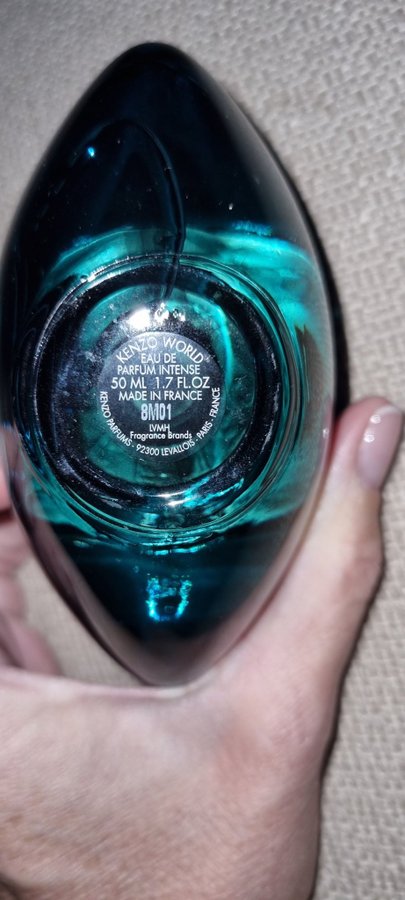 KENZO WORLD
EAU DE
PARFUM INTENSE
50 ML 1.7 FL.OZ
MADE IN FRANCE
8M01
LVMH
Fragrance Brands
KENZO PARFUMS - 92300 LEVALLOIS - PARIS - FRANCE